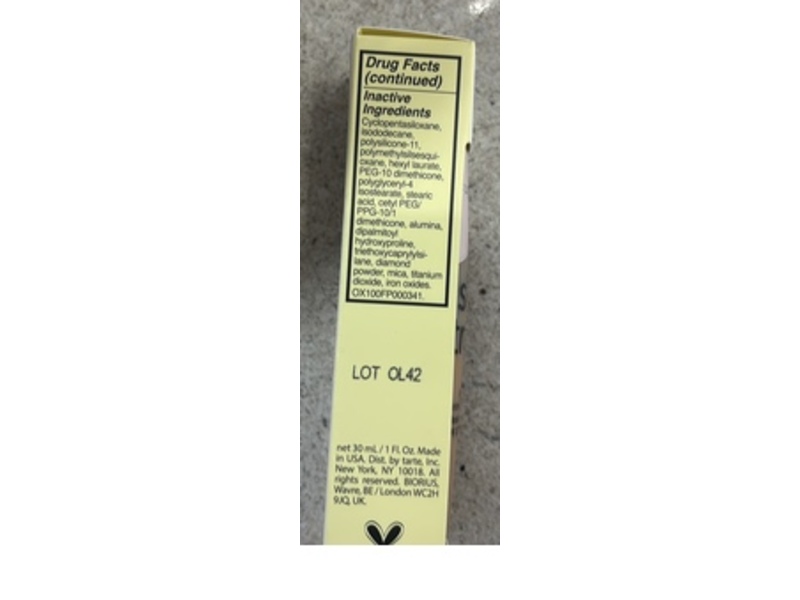 Drug Facts
(continued)
Inactive
Ingredients
Cyclopentasiloxane,
isododecane,
polysilicone-11,
polymethylsilsesqui-
oxane, hexyl laurate,
PEG-10 dimethicone,
polyglyceryl-4
isostearate, stearic
acid, cetyl PEG/
PPG-10/1
dimethicone, alumina,
dipalmitoyl
hydroxyproline,
triethoxycaprylylsi-
lane, diamond
powder, mica, titanium
dioxide, iron oxides.
OX100FP000341.
LOT OL42
net 30 mL / 1 Fl. Oz. Made
in USA. Dist. by tarte, Inc.
New York, NY 10018. All
rights reserved. BIORIUS,
Wavre, BE / London WC2H
9JQ, UK.